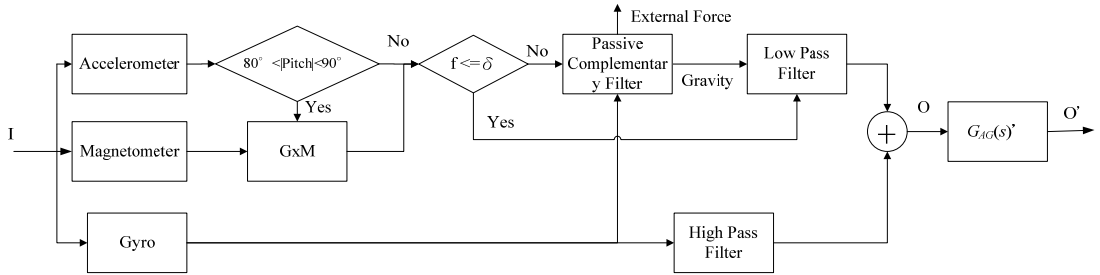 External Force
Accelerometer
80° <|Pitch|<90°
No
f <= δ
No
Passive
Complementar
y Filter
Gravity
Low Pass
Filter
Yes
Yes
I
Magnetometer
GxM
O
G_AG(s)'
O'
+
Gyro
High Pass
Filter